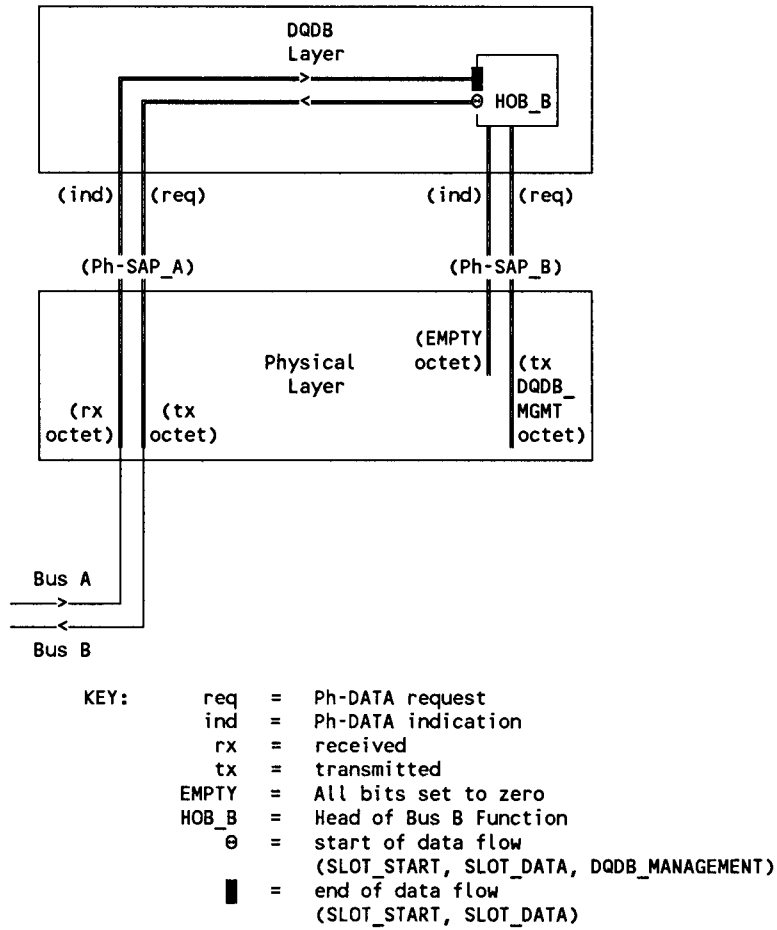 DQDB
Layer
HOB_B
(ind) (req) (ind) (req)
(Ph-SAP_A) (Ph-SAP_B)
(EMPTY
octet)
Physical
Layer
(tx
DQDB_
MGMT
octet)
(rx
octet)
(tx
octet)
Bus A
Bus B
KEY: req = Ph-DATA request
ind = Ph-DATA indication
rx = received
tx = transmitted
EMPTY = All bits set to zero
HOB_B = Head of Bus B Function
Θ = start of data flow
(SLOT_START, SLOT_DATA, DQDB_MANAGEMENT)
█ = end of data flow
(SLOT_START, SLOT_DATA)